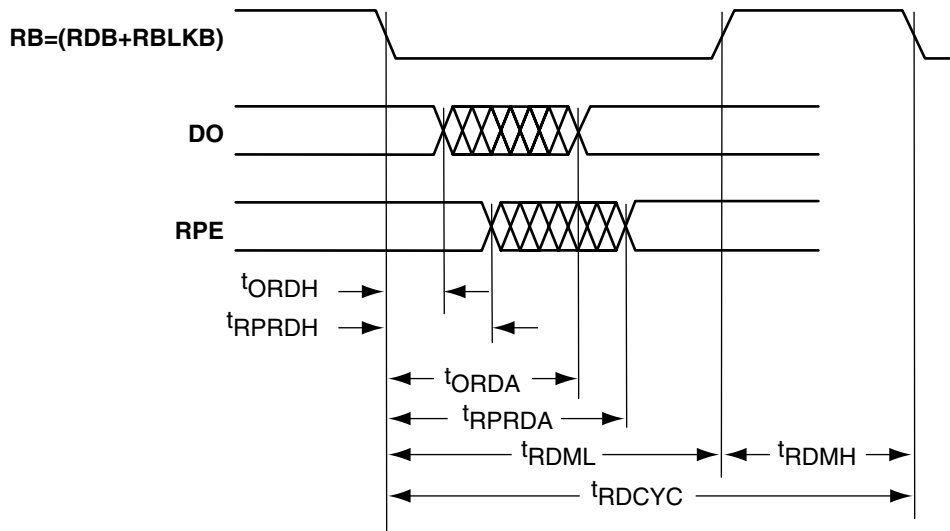 RB=(RDB+RBLKB)
DO
RPE
tORDH
tRPRDH
tORDA
tRPRDA
tRDML
tRDMH
tRDCYC